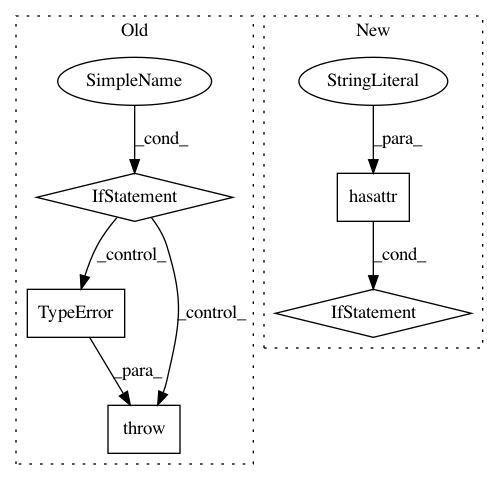 Old
New
SimpleName
StringLiteral
_cond_
_para_
IfStatement
hasattr
_control_
_control_
_cond_
TypeError
IfStatement
_para_
throw